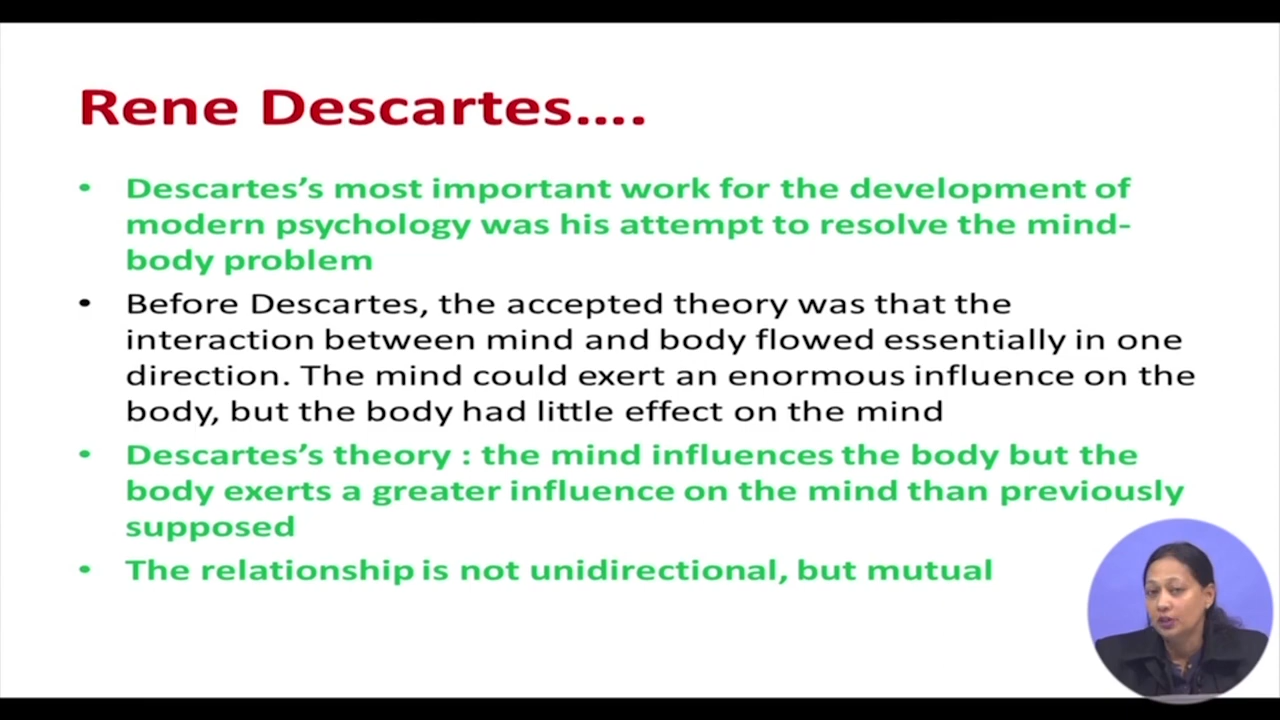 Rene Descartes....
• Descartes’s most important work for the development of
modern psychology was his attempt to resolve the mind-
body problem
• Before Descartes, the accepted theory was that the
interaction between mind and body flowed essentially in one
direction. The mind could exert an enormous influence on the
body, but the body had little effect on the mind
• Descartes’s theory : the mind influences the body but the
body exerts a greater influence on the mind than previously
supposed
• The relationship is not unidirectional, but mutual